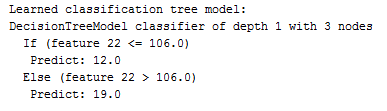 Learned classification tree model:
DecisionTreeModel classifier of depth 1 with 3 nodes
  If (feature 22 <= 106.0)
   Predict: 12.0
  Else (feature 22 > 106.0)
   Predict: 19.0